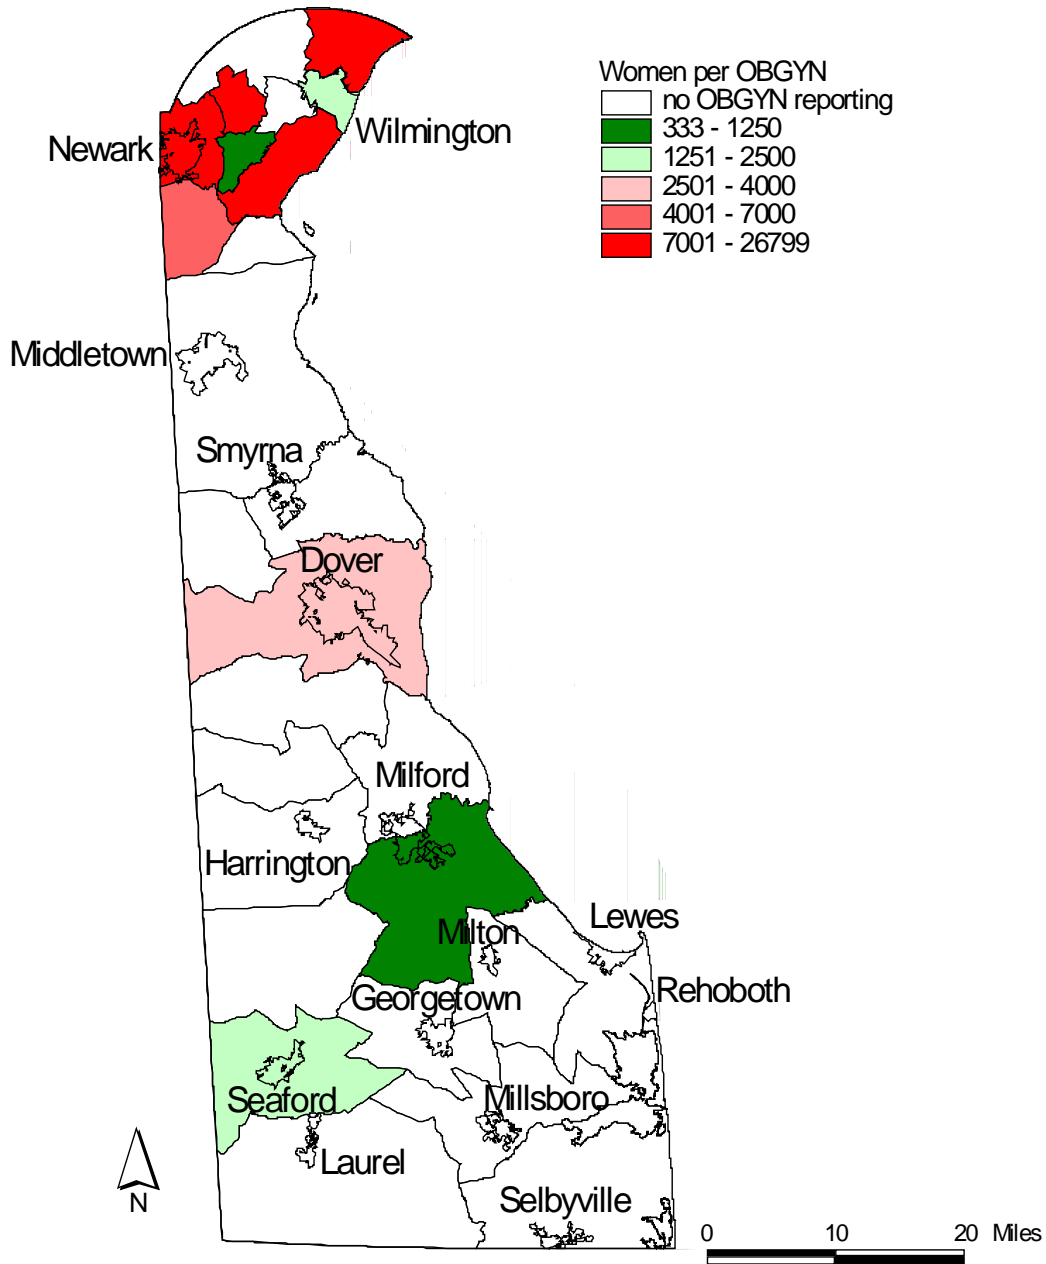 Women per OBGYN
no OBGYN reporting
333 - 1250
1251 - 2500
2501 - 4000
4001 - 7000
7001 - 26799
Wilmington
Newark
Middletown
Smyrna
Dover
Milford
Harrington
Lewes
Milton
Rehoboth
Georgetown
Seaford
Millsboro
Laurel
Selbyville
N
0 10 20 Miles